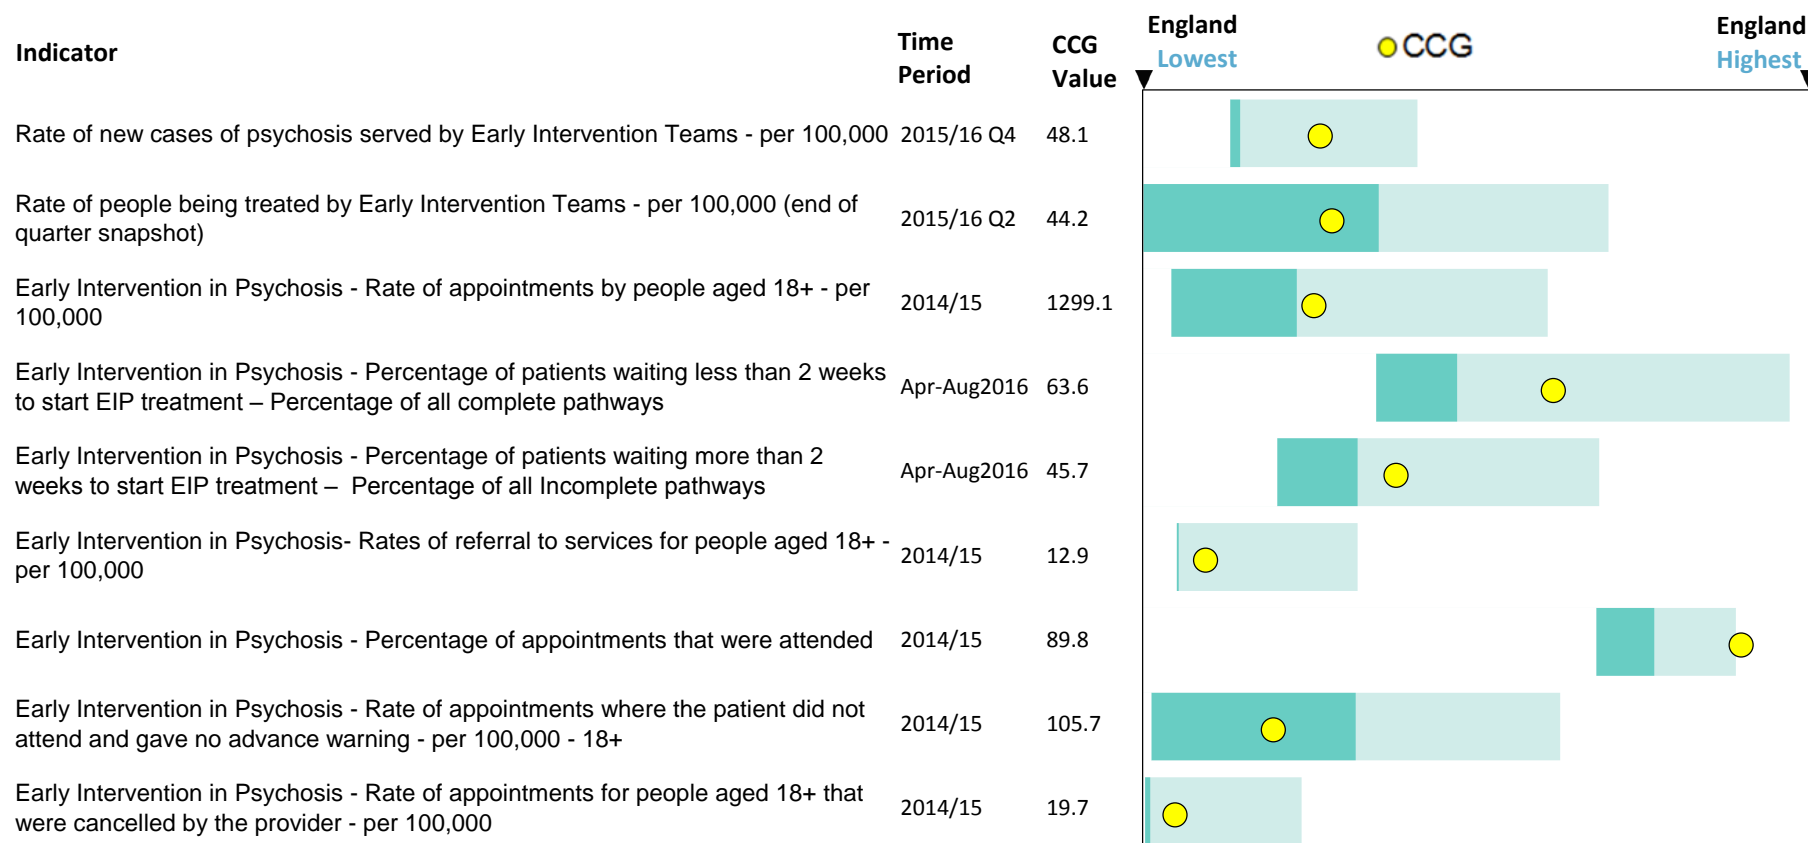 Indicator
Time
Period
CCG
Value
England
Lowest
CCG
England
Highest
Rate of new cases of psychosis served by Early Intervention Teams - per 100,000 2015/16 Q4 48.1
Rate of people being treated by Early Intervention Teams - per 100,000 (end of
quarter snapshot)
2015/16 Q2 44.2
Early Intervention in Psychosis - Rate of appointments by people aged 18+ - per
100,000
2014/15 1299.1
Early Intervention in Psychosis - Percentage of patients waiting less than 2 weeks
to start EIP treatment – Percentage of all complete pathways
Apr-Aug2016 63.6
Early Intervention in Psychosis - Percentage of patients waiting more than 2
weeks to start EIP treatment – Percentage of all Incomplete pathways
Apr-Aug2016 45.7
Early Intervention in Psychosis- Rates of referral to services for people aged 18+ -
per 100,000
2014/15 12.9
Early Intervention in Psychosis - Percentage of appointments that were attended 2014/15 89.8
Early Intervention in Psychosis - Rate of appointments where the patient did not
attend and gave no advance warning - per 100,000 - 18+
2014/15 105.7
Early Intervention in Psychosis - Rate of appointments for people aged 18+ that
were cancelled by the provider - per 100,000
2014/15 19.7